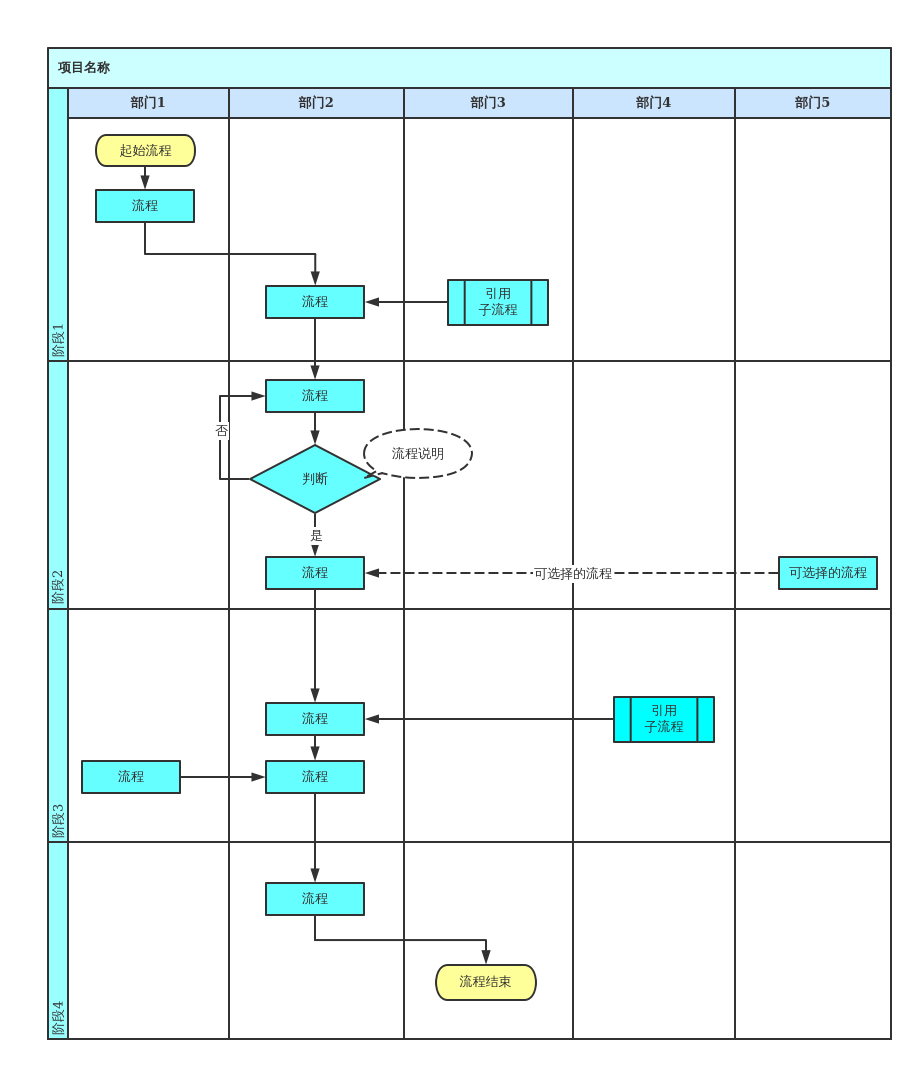 项目名称
部门1
部门2
部门3
部门4
部门5
阶段1
起始流程
流程
流程
引用
子流程
阶段2
流程
否
流程说明
判断
是
流程
可选择的流程
可选择的流程
阶段3
引用
子流程
流程
流程
流程
阶段4
流程
流程结束